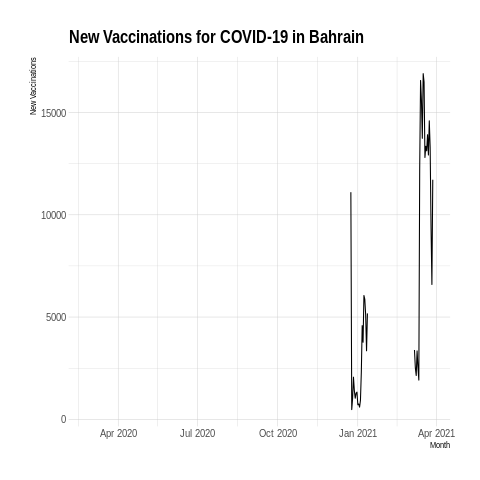 New Vaccinations for COVID-19 in Bahrain
New Vaccinations
15000
10000
5000
0
Apr 2020 Jul 2020 Oct 2020 Jan 2021 Apr 2021
Month